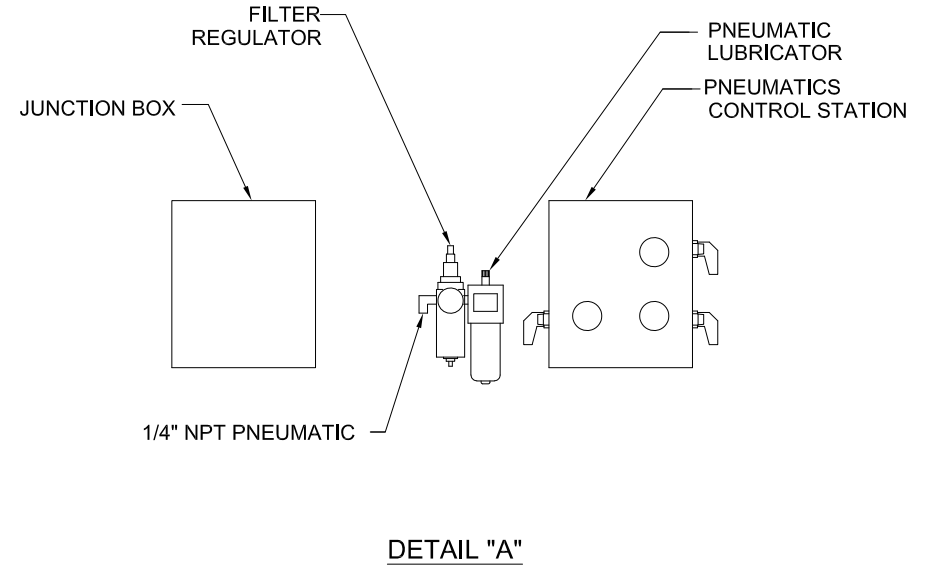 FILTER
REGULATOR
PNEUMATIC
LUBRICATOR
JUNCTION BOX
PNEUMATICS
CONTROL STATION
1/4" NPT PNEUMATIC
DETAIL "A"